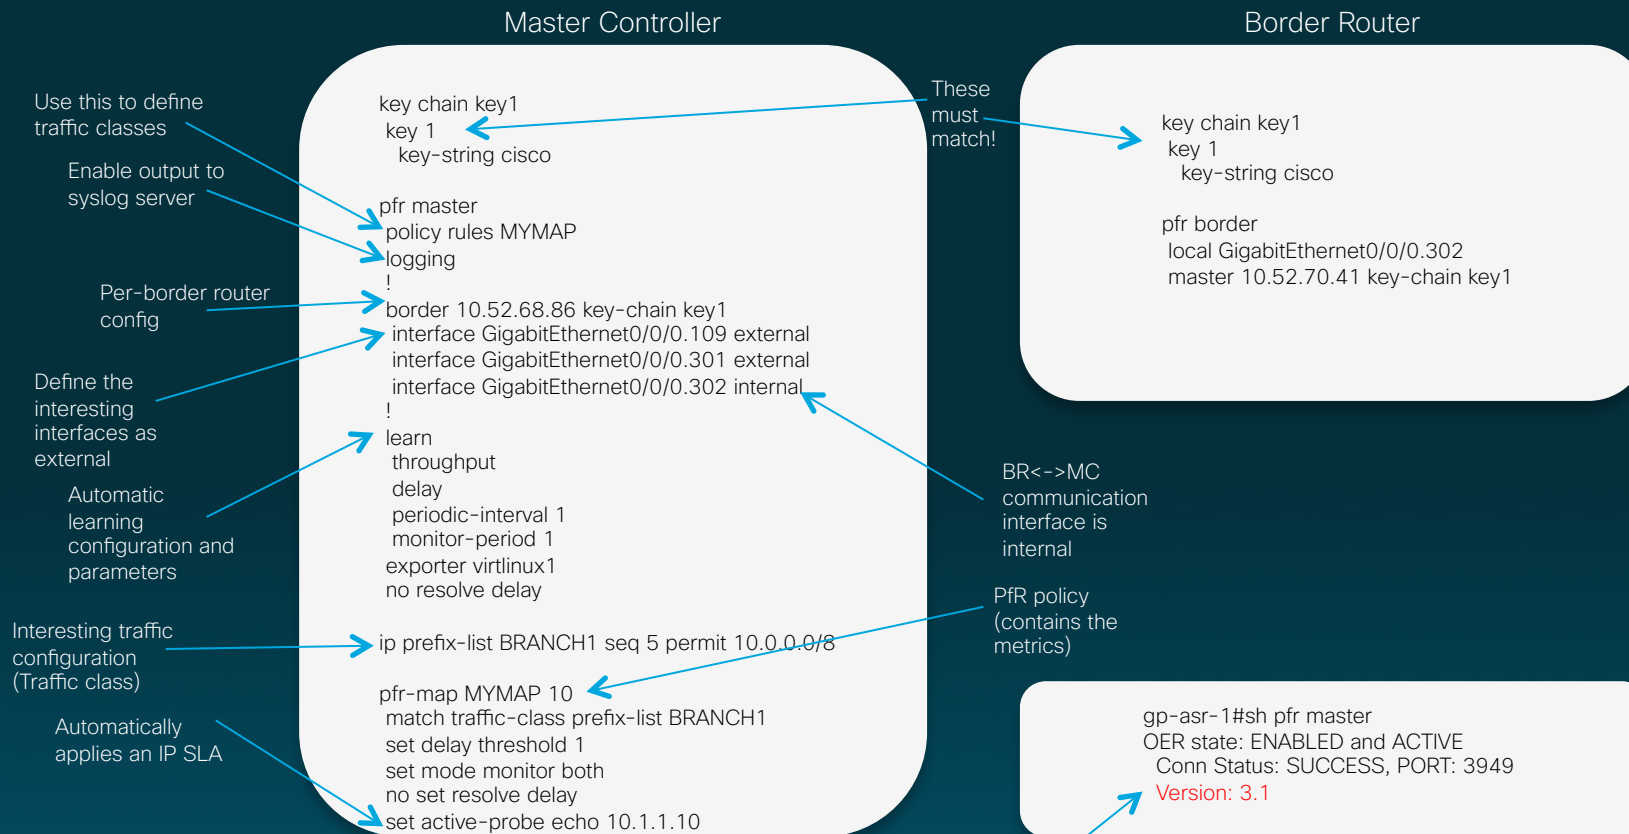 Master Controller
Border Router
Use this to define
traffic classes
Enable output to
syslog server
Per-border router
config
Define the
interesting
interfaces as
external
Automatic
learning
configuration and
parameters
Interesting traffic
configuration
(Traffic class)
Automatically
applies an IP SLA
key chain key1
key 1
key-string cisco
pfr master
policy rules MYMAP
logging
!
border 10.52.68.86 key-chain key1
interface GigabitEthernet0/0/0.109 external
interface GigabitEthernet0/0/0.301 external
interface GigabitEthernet0/0/0.302 internal
!
learn
throughput
delay
periodic-interval 1
monitor-period 1
exporter virtlinux1
no resolve delay
ip prefix-list BRANCH1 seq 5 permit 10.0.0.0/8
pfr-map MYMAP 10
match traffic-class prefix-list BRANCH1
set delay threshold 1
set mode monitor both
no set resolve delay
set active-probe echo 10.1.1.10
These
must
match!
BR<->MC
communication
interface is
internal
PfR policy
(contains the
metrics)
key chain key1
key 1
key-string cisco
pfr border
local GigabitEthernet0/0/0.302
master 10.52.70.41 key-chain key1
gp-asr-1#sh pfr master
OER state: ENABLED and ACTIVE
Conn Status: SUCCESS, PORT: 3949
Version: 3.1